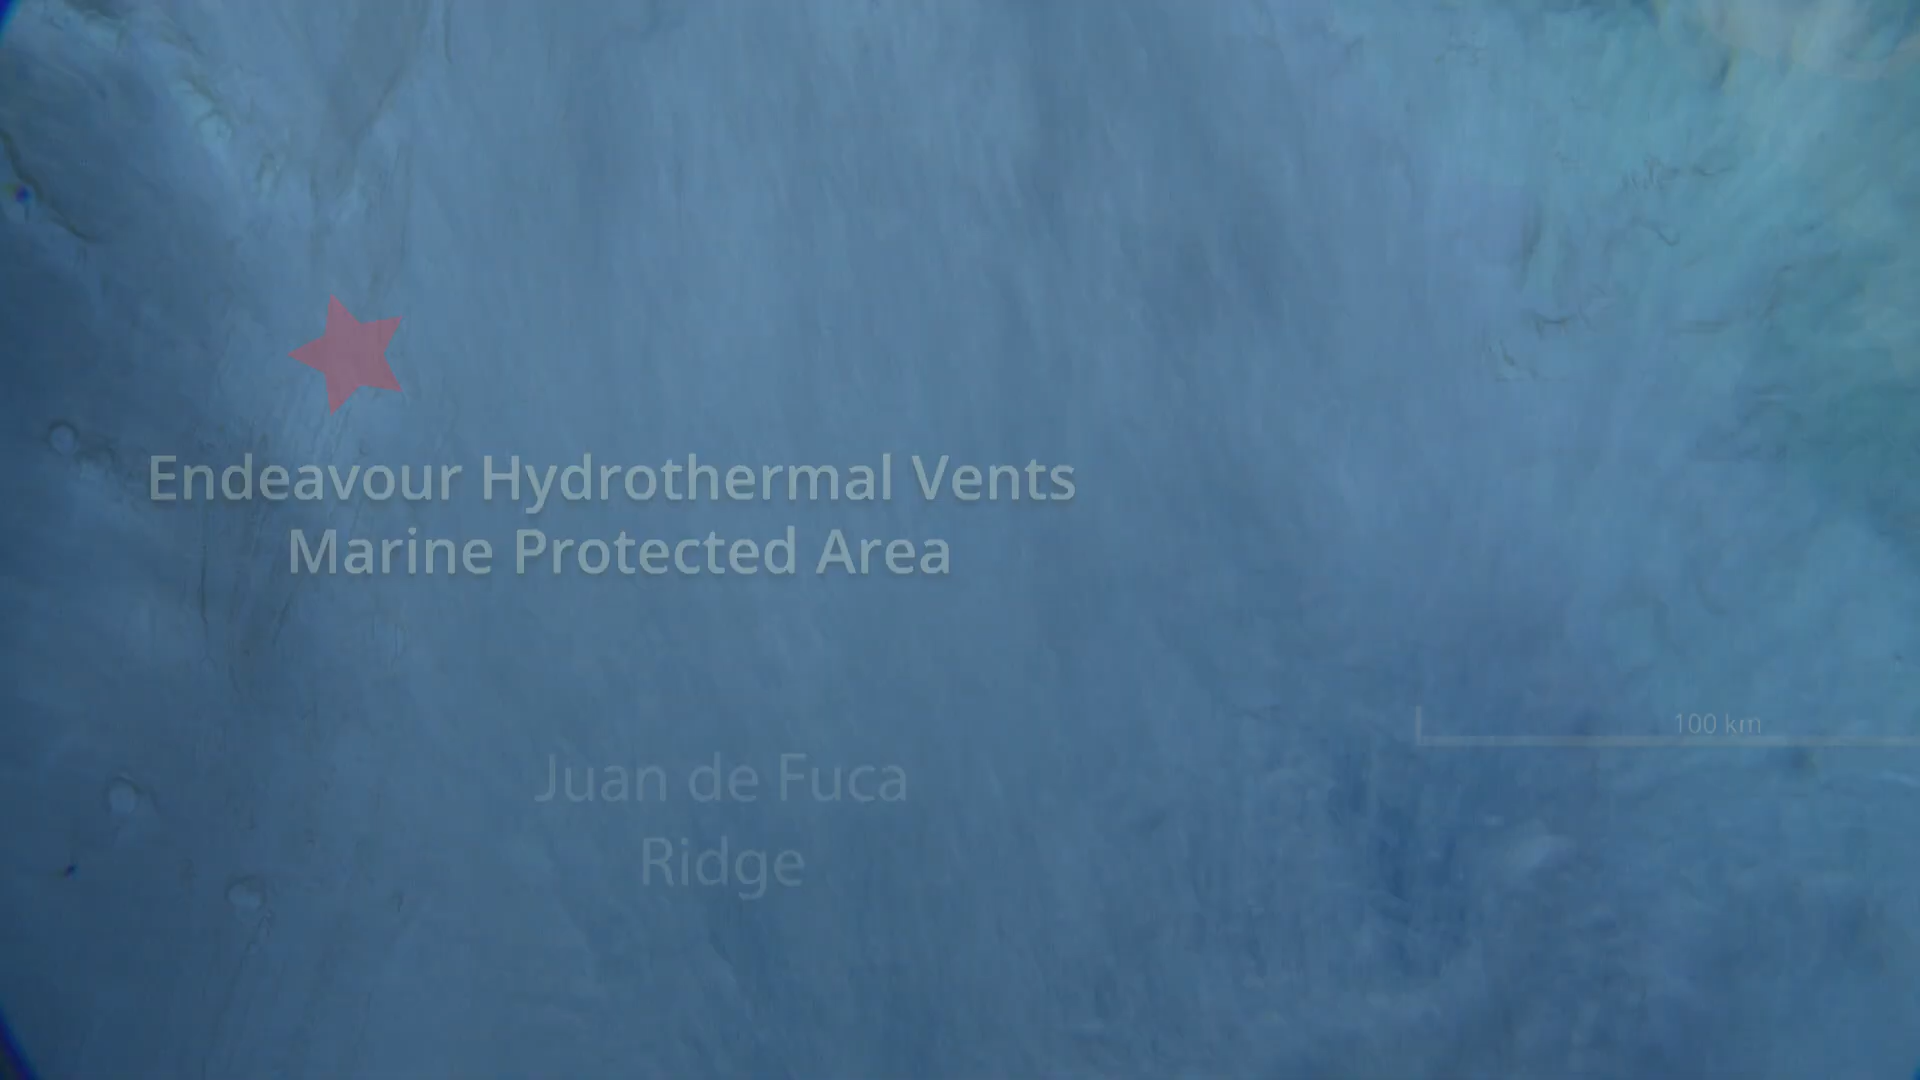 Endeavour Hydrothermal Vents
Marine Protected Area
100 km
Juan de Fuca
Ridge